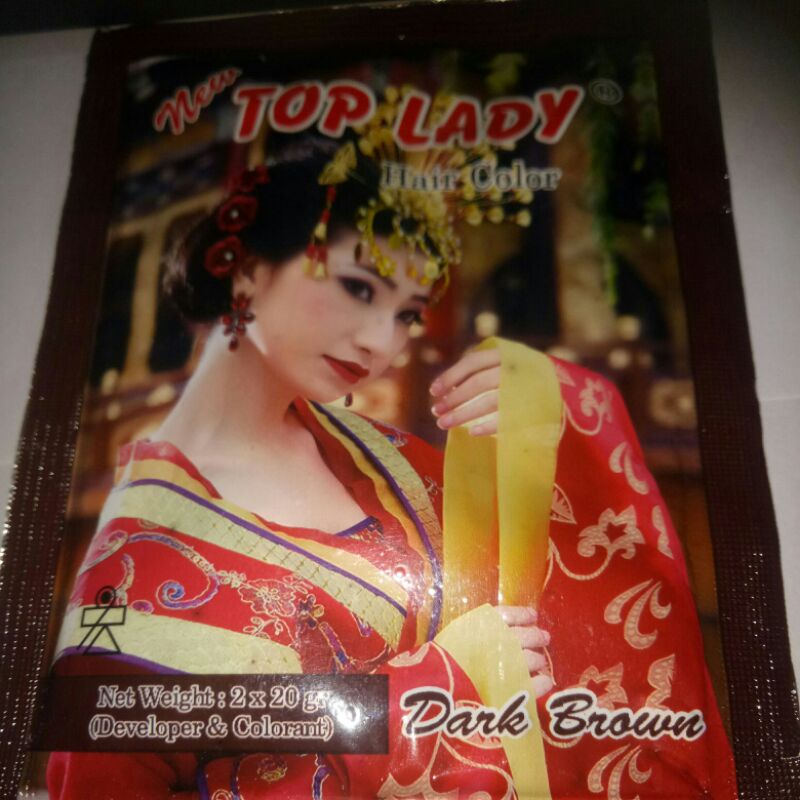 New
TOP LADY ®
Hair Color
Net Weight : 2 x 20 gr
(Developer & Colorant)
Dark Brown